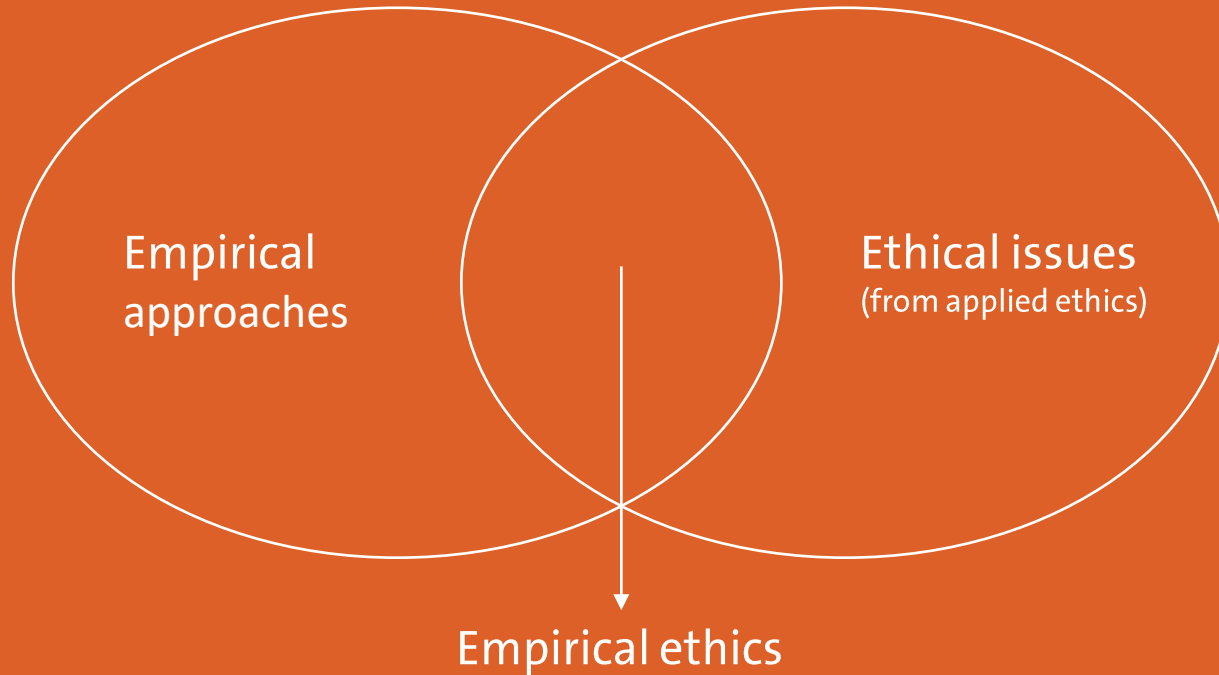 Empirical
approaches
Ethical issues
(from applied ethics)
Empirical ethics